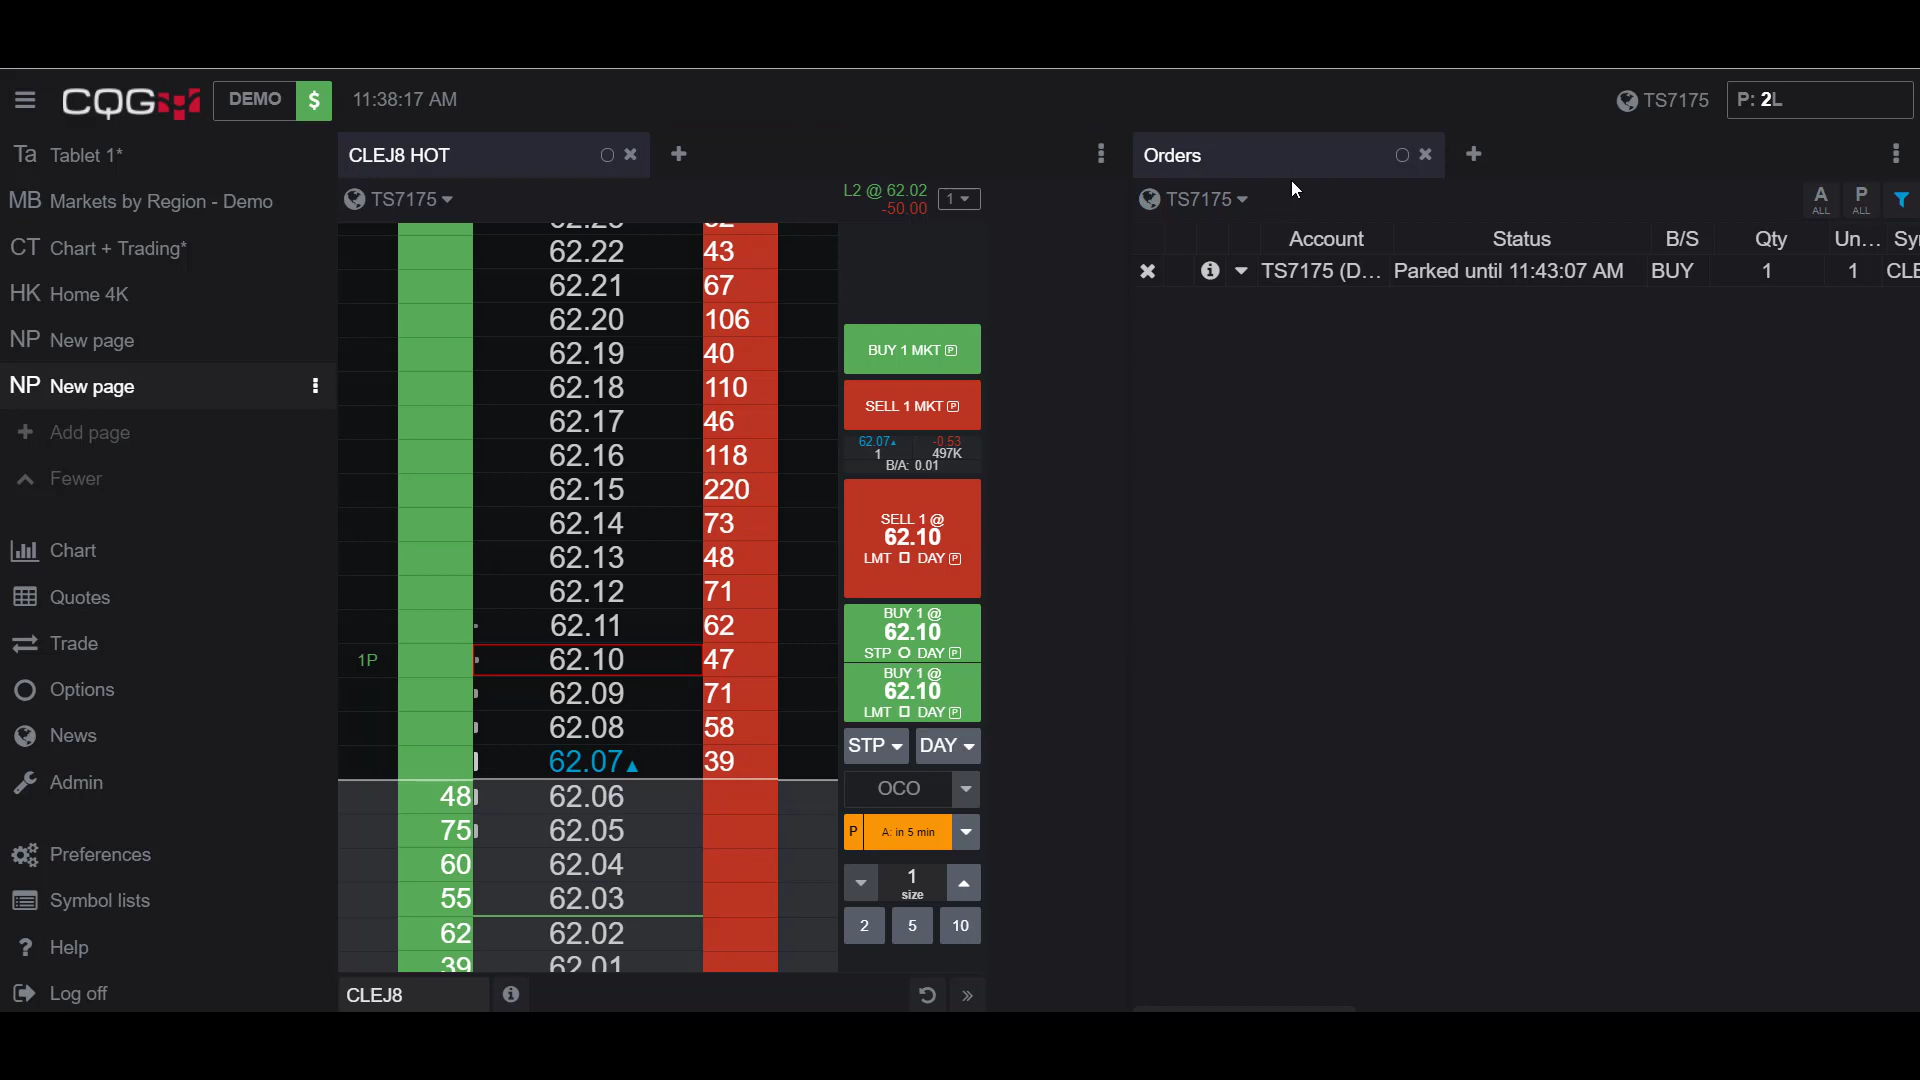 CQG DEMO $ 11:38:17 AM TS7175 P: 2L
Ta Tablet 1*
MB Markets by Region - Demo
CT Chart + Trading*
HK Home 4K
NP New page
NP New page
Add page
Fewer
Chart
Quotes
Trade
Options
News
Admin
Preferences
Symbol lists
? Help
Log off
CLEJ8 HOT
TS7175 L2 @ 62.02
-50.00
1
62.22 43
62.21 67
62.20 106
62.19 40
62.18 110
62.17 46
62.16 118
62.15 220
62.14 73
62.13 48
62.12 71
62.11 62
1P 62.10 47
62.09 71
62.08 58
62.07 39
48 62.06
75 62.05
60 62.04
55 62.03
62 62.02
39 62.01
CLEJ8
BUY 1 MKT P
SELL 1 MKT P
62.07 -0.53
1 497K
B/A: 0.01
SELL 1 @
62.10
LMT DAY P
BUY 1 @
62.10
STP DAY P
BUY 1 @
62.10
LMT DAY P
STP DAY
OCO
P A: in 5 min
1
size
2 5 10
Orders
TS7175
A P
ALL ALL
Account Status B/S Qty Un... Sy
TS7175 (D... Parked until 11:43:07 AM BUY 1 1 CLE